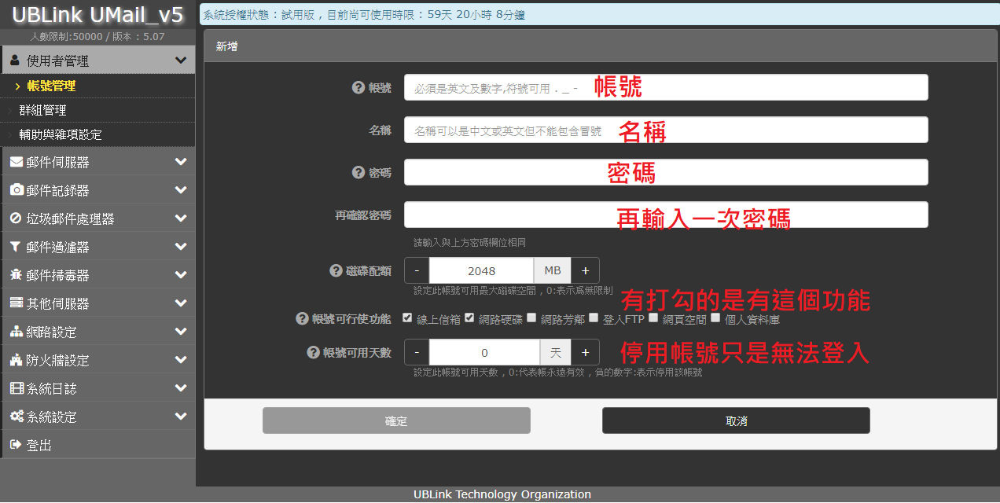 UBLink UMail_v5
人數限制:50000 / 版本：5.07
使用者管理
帳號管理
群組管理
輔助與雜項設定
郵件伺服器
郵件記錄器
垃圾郵件處理器
郵件過濾器
郵件掃毒器
其他伺服器
網路設定
防火牆設定
系統日誌
系統設定
登出
系統授權狀態：試用版，目前尚可使用時限：59天 20小時 8分鐘
新增
帳號 必須是英文及數字,符號可用 . _ - 帳號
名稱 名稱可以是中文或英文但不能包含冒號 名稱
密碼 密碼
再確認密碼 再輸入一次密碼
請輸入與上方密碼欄位相同
磁碟配額 - 2048 MB +
設定此帳號可用最大磁碟空間，0:表示為無限制
有打勾的是有這個功能
帳號可行使功能 線上信箱 網路硬碟 網路芳鄰 登入FTP 網頁空間 個人資料庫
帳號可用天數 - 0 天 + 停用帳號只是無法登入
設定此帳號可用天數，0:代表帳永遠有效，負的數字:表示停用該帳號
確定 取消
UBLink Technology Organization